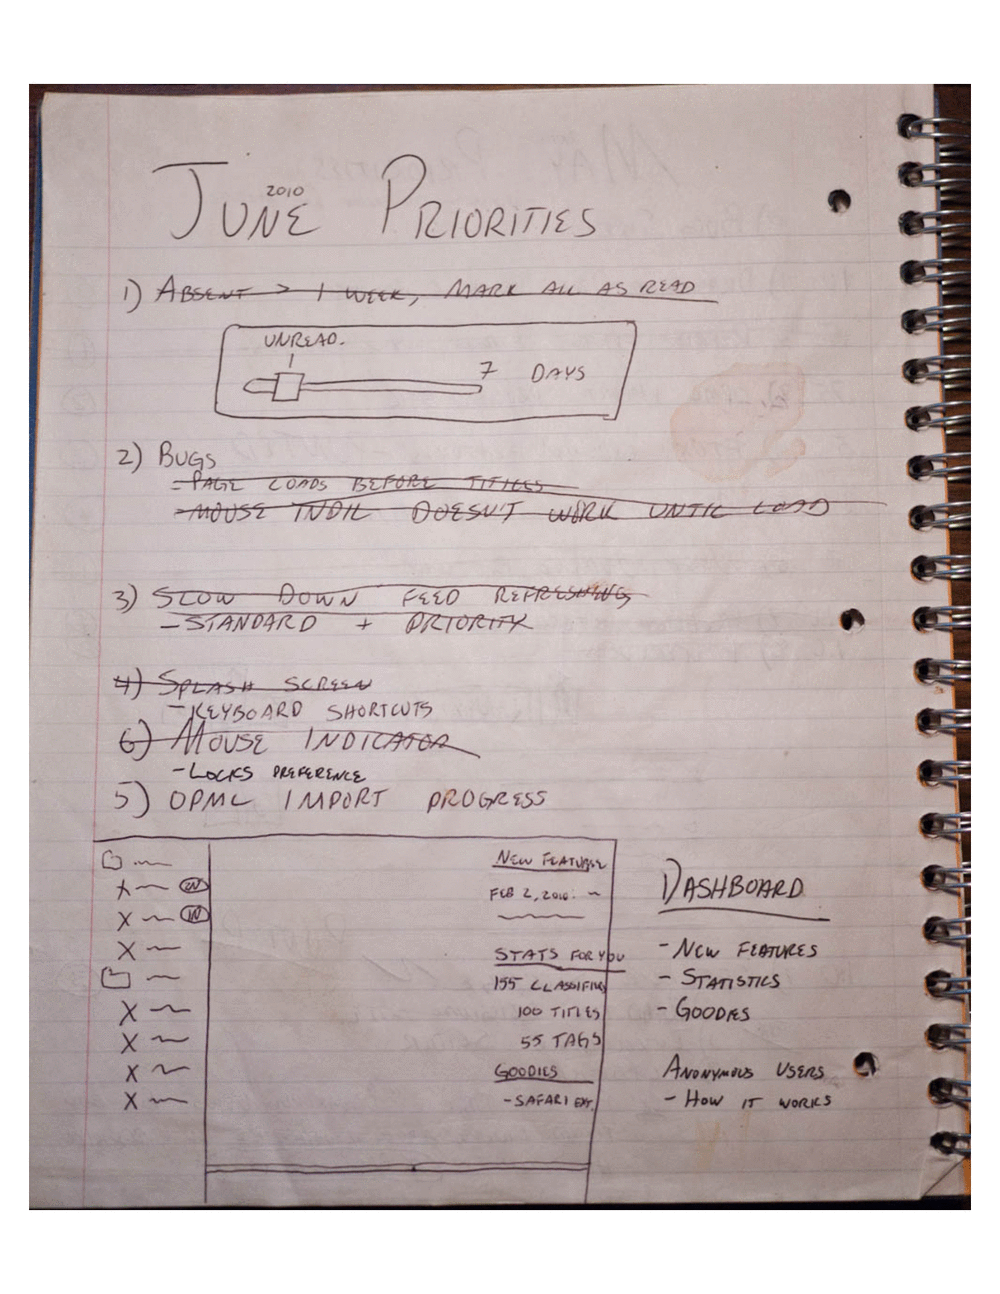 June 2010 Priorities
1) Absent > 1 week, mark all as read
Unread.
7 days
2) Bugs
- Page loads before titles
- Mouse indic doesn't work until load
3) Slow down feed refreshing
- Standard + priority
4) Splash screen
- Keyboard shortcuts
6) Mouse indicator
- Locks preference
5) OPML import progress
New Feature
Feb 2, 2010:
Stats for you
155 classifiers
100 titles
55 tags
Goodies
- Safari ext.
Dashboard
- New features
- Statistics
- Goodies
Anonymous users
- How it works